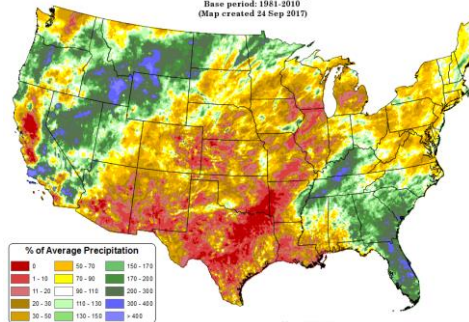 Base period: 1981-2010
(Map created 24 Sep 2017)
% of Average Precipitation
0 50 - 70 150 - 170
1 - 10 70 - 90 170 - 200
11 - 20 90 - 110 200 - 300
20 - 30 110 - 130 300 - 400
30 - 50 130 - 150 > 400